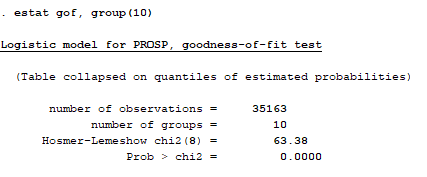 . estat gof, group(10)
Logistic model for PROSP, goodness-of-fit test
(Table collapsed on quantiles of estimated probabilities)
number of observations = 35163
number of groups = 10
Hosmer-Lemeshow chi2(8) = 63.38
Prob > chi2 = 0.0000